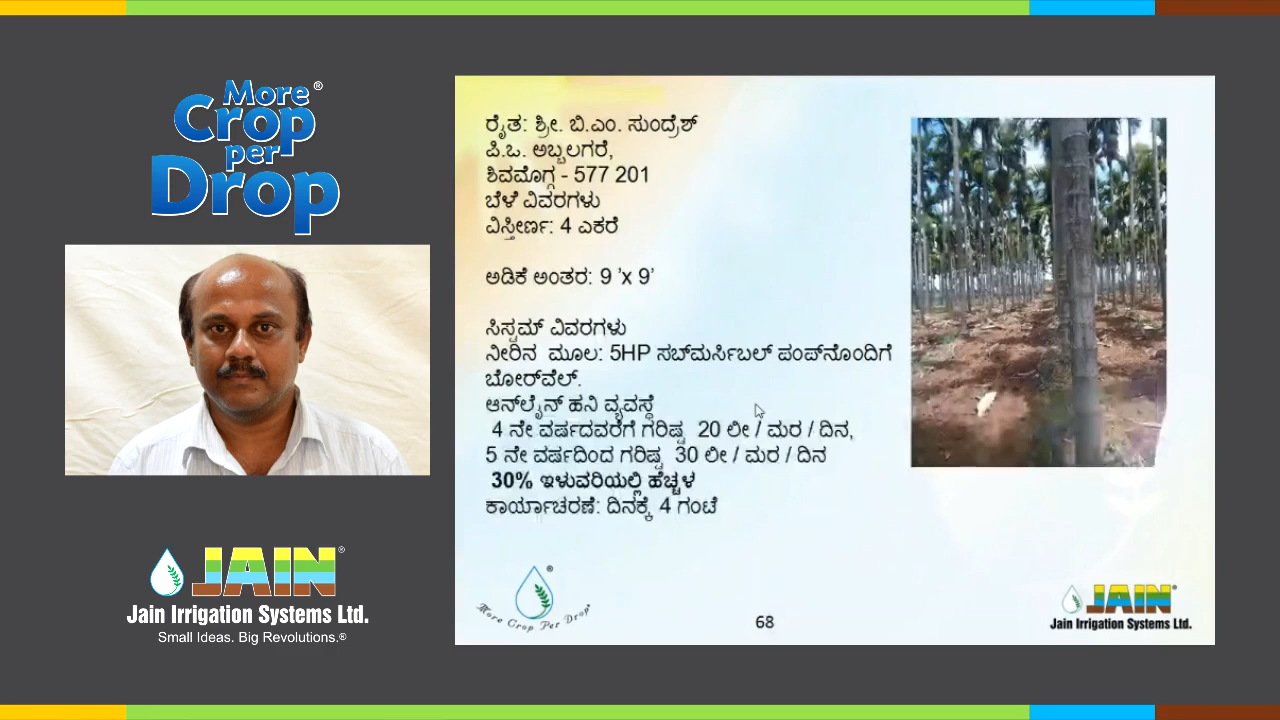 More
Crop
per
Drop
®
JAIN®
Jain Irrigation Systems Ltd.
Small Ideas. Big Revolutions.®
ರೈತ: ಶ್ರೀ. ಬಿ.ಎಂ. ಸುಂದ್ರೆಶ್
ಪಿ.ಒ. ಅಬ್ಬಲಗರೆ,
ಶಿವಮೊಗ್ಗ - 577 201
ಬೆಳೆ ವಿವರಗಳು
ವಿಸ್ತೀರ್ಣ: 4 ಎಕರೆ
ಅಡಿಕೆ ಅಂತರ: 9 'x 9'
ಸಿಸ್ಟಮ್ ವಿವರಗಳು
ನೀರಿನ ಮೂಲ: 5HP ಸಬ್‌ಮರ್ಸಿಬಲ್ ಪಂಪ್‌ನೊಂದಿಗೆ
ಬೋರ್‌ವೆಲ್.
ಆನ್‌ಲೈನ್ ಹನಿ ವ್ಯವಸ್ಥೆ
4 ನೇ ವರ್ಷದವರೆಗೆ ಗರಿಷ್ಟ 20 ಲೀ / ಮರ / ದಿನ,
5 ನೇ ವರ್ಷದಿಂದ ಗರಿಷ್ಟ 30 ಲೀ / ಮರ / ದಿನ
30% ಇಳುವರಿಯಲ್ಲಿ ಹೆಚ್ಚಳ
ಕಾರ್ಯಾಚರಣೆ: ದಿನಕ್ಕೆ 4 ಗಂಟೆ
®
More Crop Per Drop®
68
JAIN®
Jain Irrigation Systems Ltd.